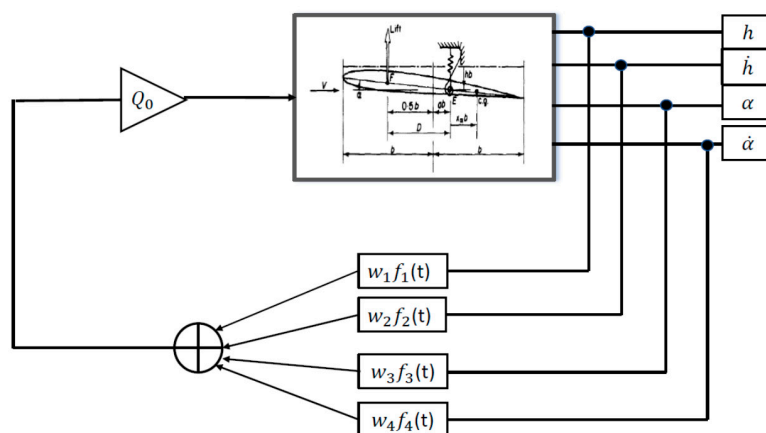 h
ḣ
α
α̇
Q₀
Lift
V
F
α
hb
E
c.g.
0·5b
ab
xαb
D
b
b
w₁f₁(t)
w₂f₂(t)
w₃f₃(t)
w₄f₄(t)